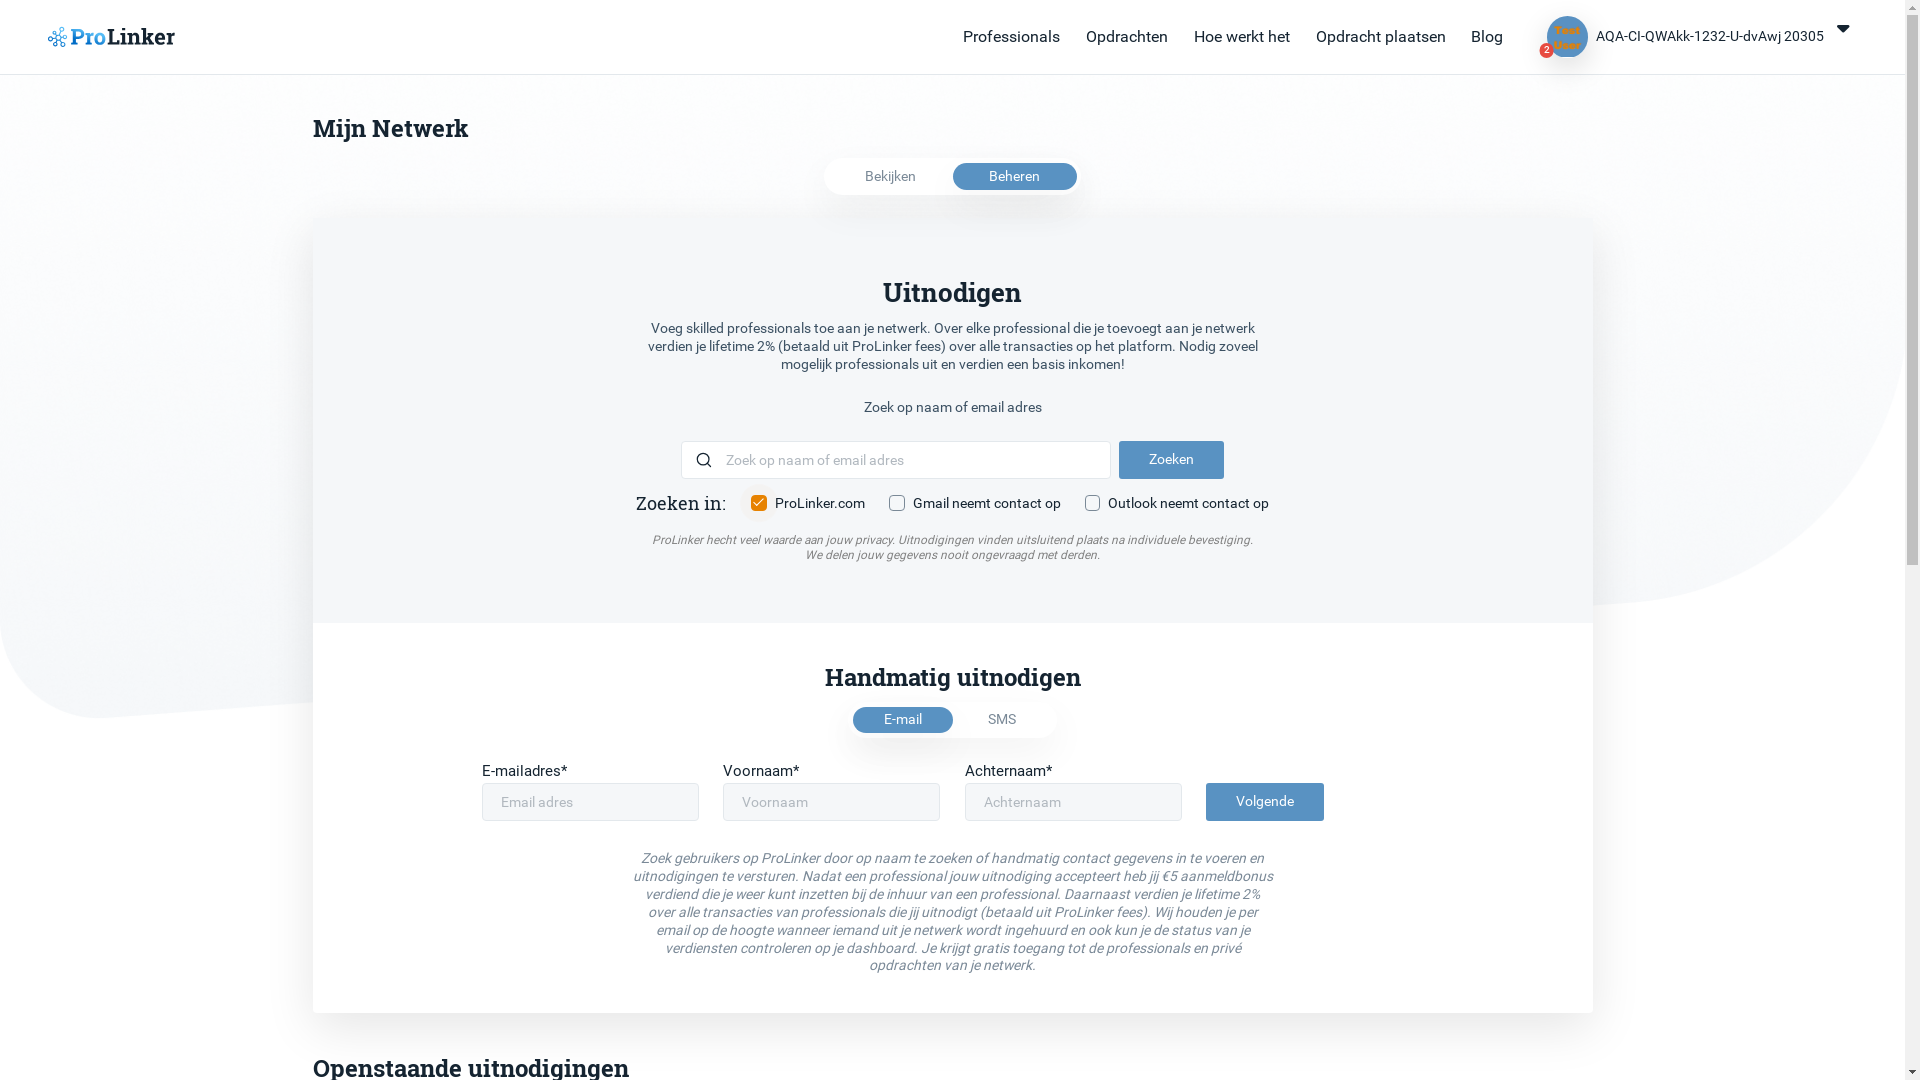 ProLinker
Professionals
Opdrachten
Hoe werkt het
Opdracht plaatsen
Blog
Test
User
2
AQA-CI-QWAkk-1232-U-dvAwj 20305
Mijn Netwerk
Bekijken
Beheren
Uitnodigen
Voeg skilled professionals toe aan je netwerk. Over elke professional die je toevoegt aan je netwerk
verdien je lifetime 2% (betaald uit ProLinker fees) over alle transacties op het platform. Nodig zoveel
mogelijk professionals uit en verdien een basis inkomen!
Zoek op naam of email adres
Zoek op naam of email adres
Zoeken
Zoeken in:
ProLinker.com
Gmail neemt contact op
Outlook neemt contact op
ProLinker hecht veel waarde aan jouw privacy. Uitnodigingen vinden uitsluitend plaats na individuele bevestiging.
We delen jouw gegevens nooit ongevraagd met derden.
Handmatig uitnodigen
E-mail
SMS
E-mailadres*
Voornaam*
Achternaam*
Email adres
Voornaam
Achternaam
Volgende
Zoek gebruikers op ProLinker door op naam te zoeken of handmatig contact gegevens in te voeren en
uitnodigingen te versturen. Nadat een professional jouw uitnodiging accepteert heb jij €5 aanmeldbonus
verdiend die je weer kunt inzetten bij de inhuur van een professional. Daarnaast verdien je lifetime 2%
over alle transacties van professionals die jij uitnodigt (betaald uit ProLinker fees). Wij houden je per
email op de hoogte wanneer iemand uit je netwerk wordt ingehuurd en ook kun je de status van je
verdiensten controleren op je dashboard. Je krijgt gratis toegang tot de professionals en privé
opdrachten van je netwerk.
Openstaande uitnodigingen